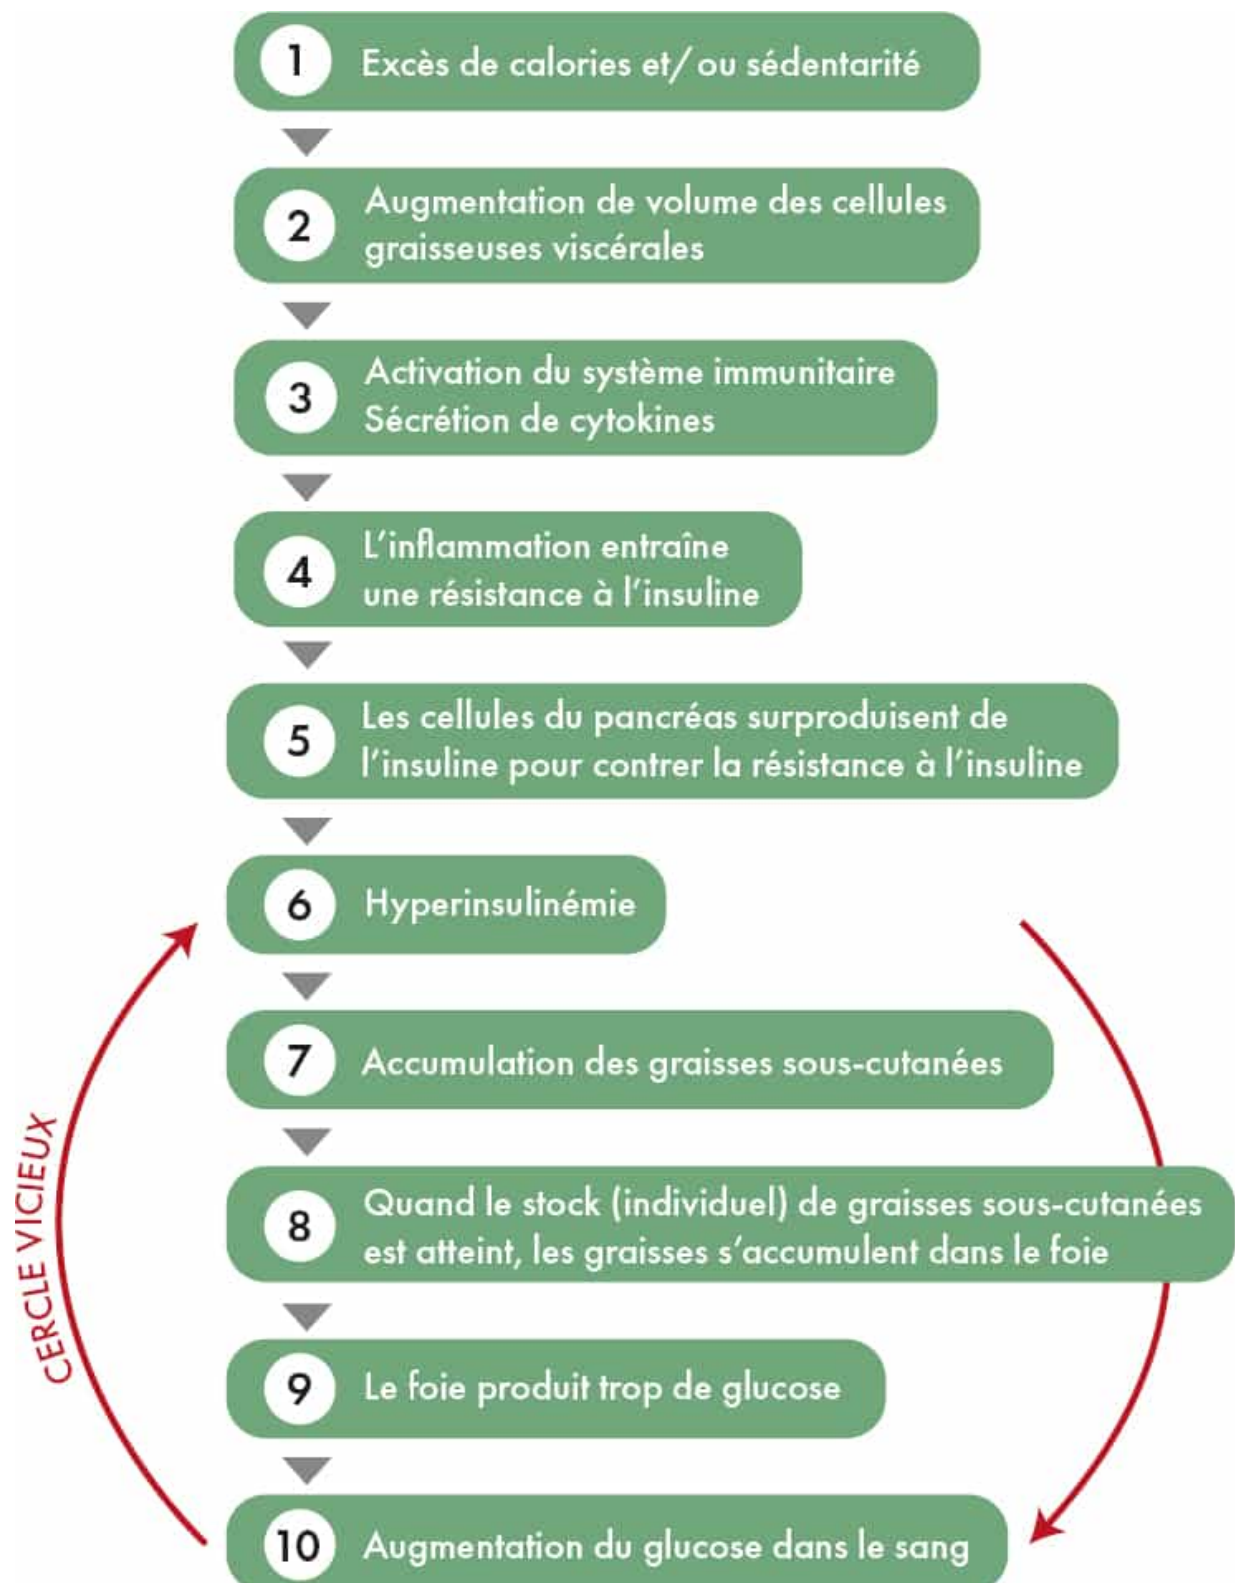 1 Excès de calories et/ou sédentarité
2 Augmentation de volume des cellules
graisseuses viscérales
3 Activation du système immunitaire
Sécrétion de cytokines
4 L’inflammation entraîne
une résistance à l’insuline
5 Les cellules du pancréas surproduisent de
l’insuline pour contrer la résistance à l’insuline
6 Hyperinsulinémie
7 Accumulation des graisses sous-cutanées
8 Quand le stock (individuel) de graisses sous-cutanées
est atteint, les graisses s’accumulent dans le foie
9 Le foie produit trop de glucose
10 Augmentation du glucose dans le sang
CERCLE VICIEUX